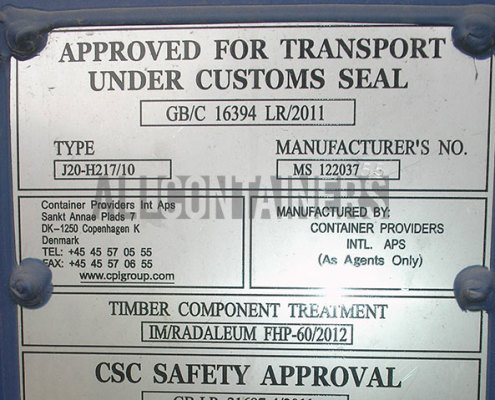 APPROVED FOR TRANSPORT
UNDER CUSTOMS SEAL
GB/C 16394 LR/2011
TYPE
MANUFACTURER'S NO.
J20-H217/10
MS 122037
ALLCONTAINERS
Container Providers Int Aps
Sankt Annae Plads 7
DK-1250 Copenhagen K
Denmark
TEL: +45 45 57 05 55
FAX: +45 45 57 06 55
www.cplgroup.com
MANUFACTURED BY:
CONTAINER PROVIDERS
INTL. APS
(As Agents Only)
TIMBER COMPONENT TREATMENT
IM/RADALEUM FHP-60/2012
CSC SAFETY APPROVAL